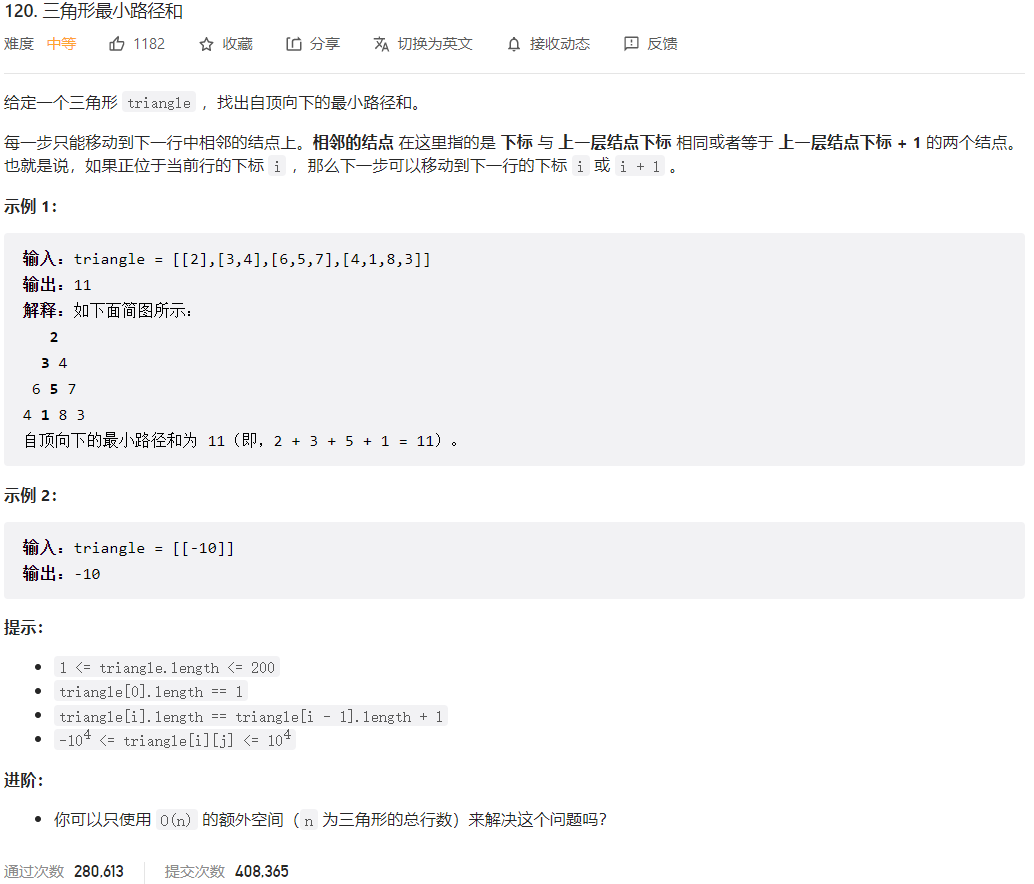 120. 三角形最小路径和
难度 中等 1182 收藏 分享 切换为英文 接收动态 反馈
给定一个三角形 triangle ，找出自顶向下的最小路径和。
每一步只能移动到下一行中相邻的结点上。相邻的结点 在这里指的是 下标 与 上一层结点下标 相同或者等于 上一层结点下标 + 1 的两个结点。
也就是说，如果正位于当前行的下标 i ，那么下一步可以移动到下一行的下标 i 或 i + 1 。
示例 1：
输入：triangle = [[2],[3,4],[6,5,7],[4,1,8,3]]
输出：11
解释：如下面简图所示：
2
3 4
6 5 7
4 1 8 3
自顶向下的最小路径和为 11（即，2 + 3 + 5 + 1 = 11）。
示例 2：
输入：triangle = [[-10]]
输出：-10
提示：
1 <= triangle.length <= 200
triangle[0].length == 1
triangle[i].length == triangle[i - 1].length + 1
-10⁴ <= triangle[i][j] <= 10⁴
进阶：
你可以只使用 O(n) 的额外空间（n 为三角形的总行数）来解决这个问题吗？
通过次数 280,613 提交次数 408,365